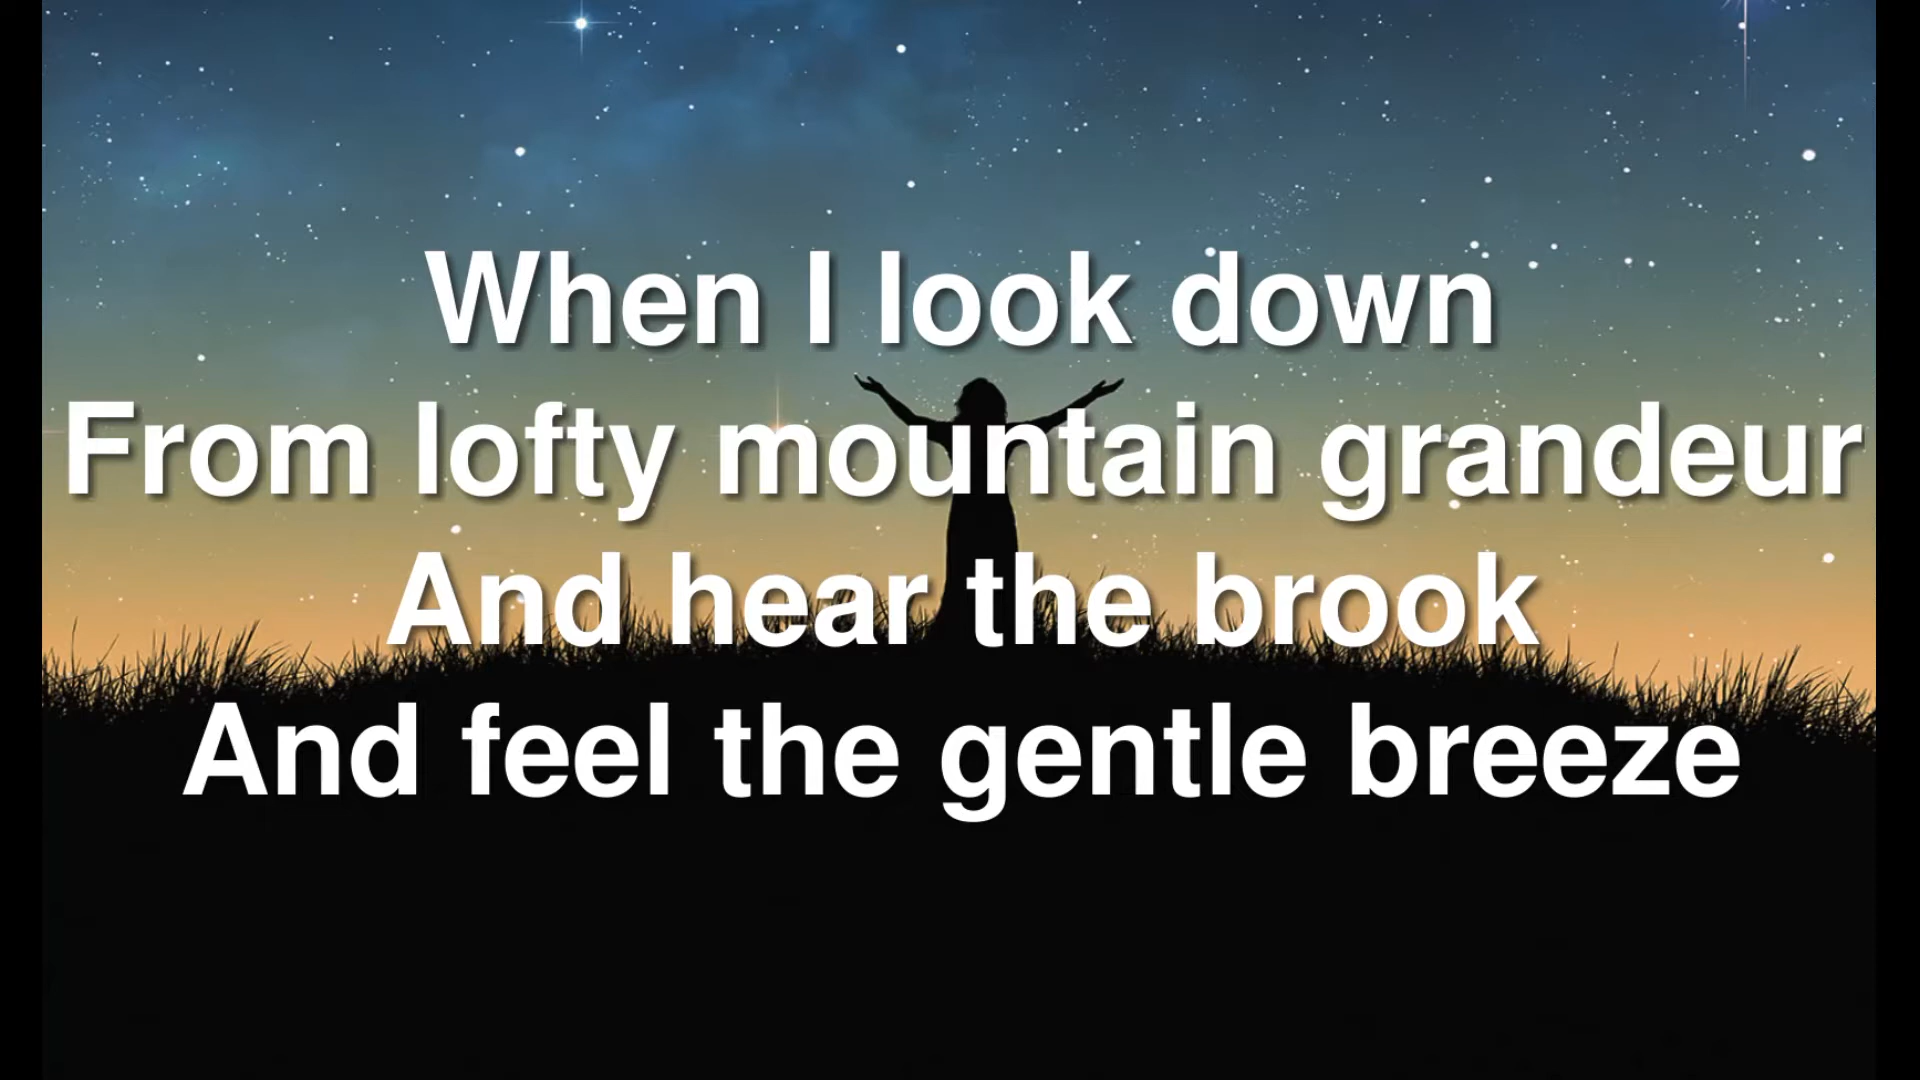 When I look down
From lofty mountain grandeur
And hear the brook
And feel the gentle breeze